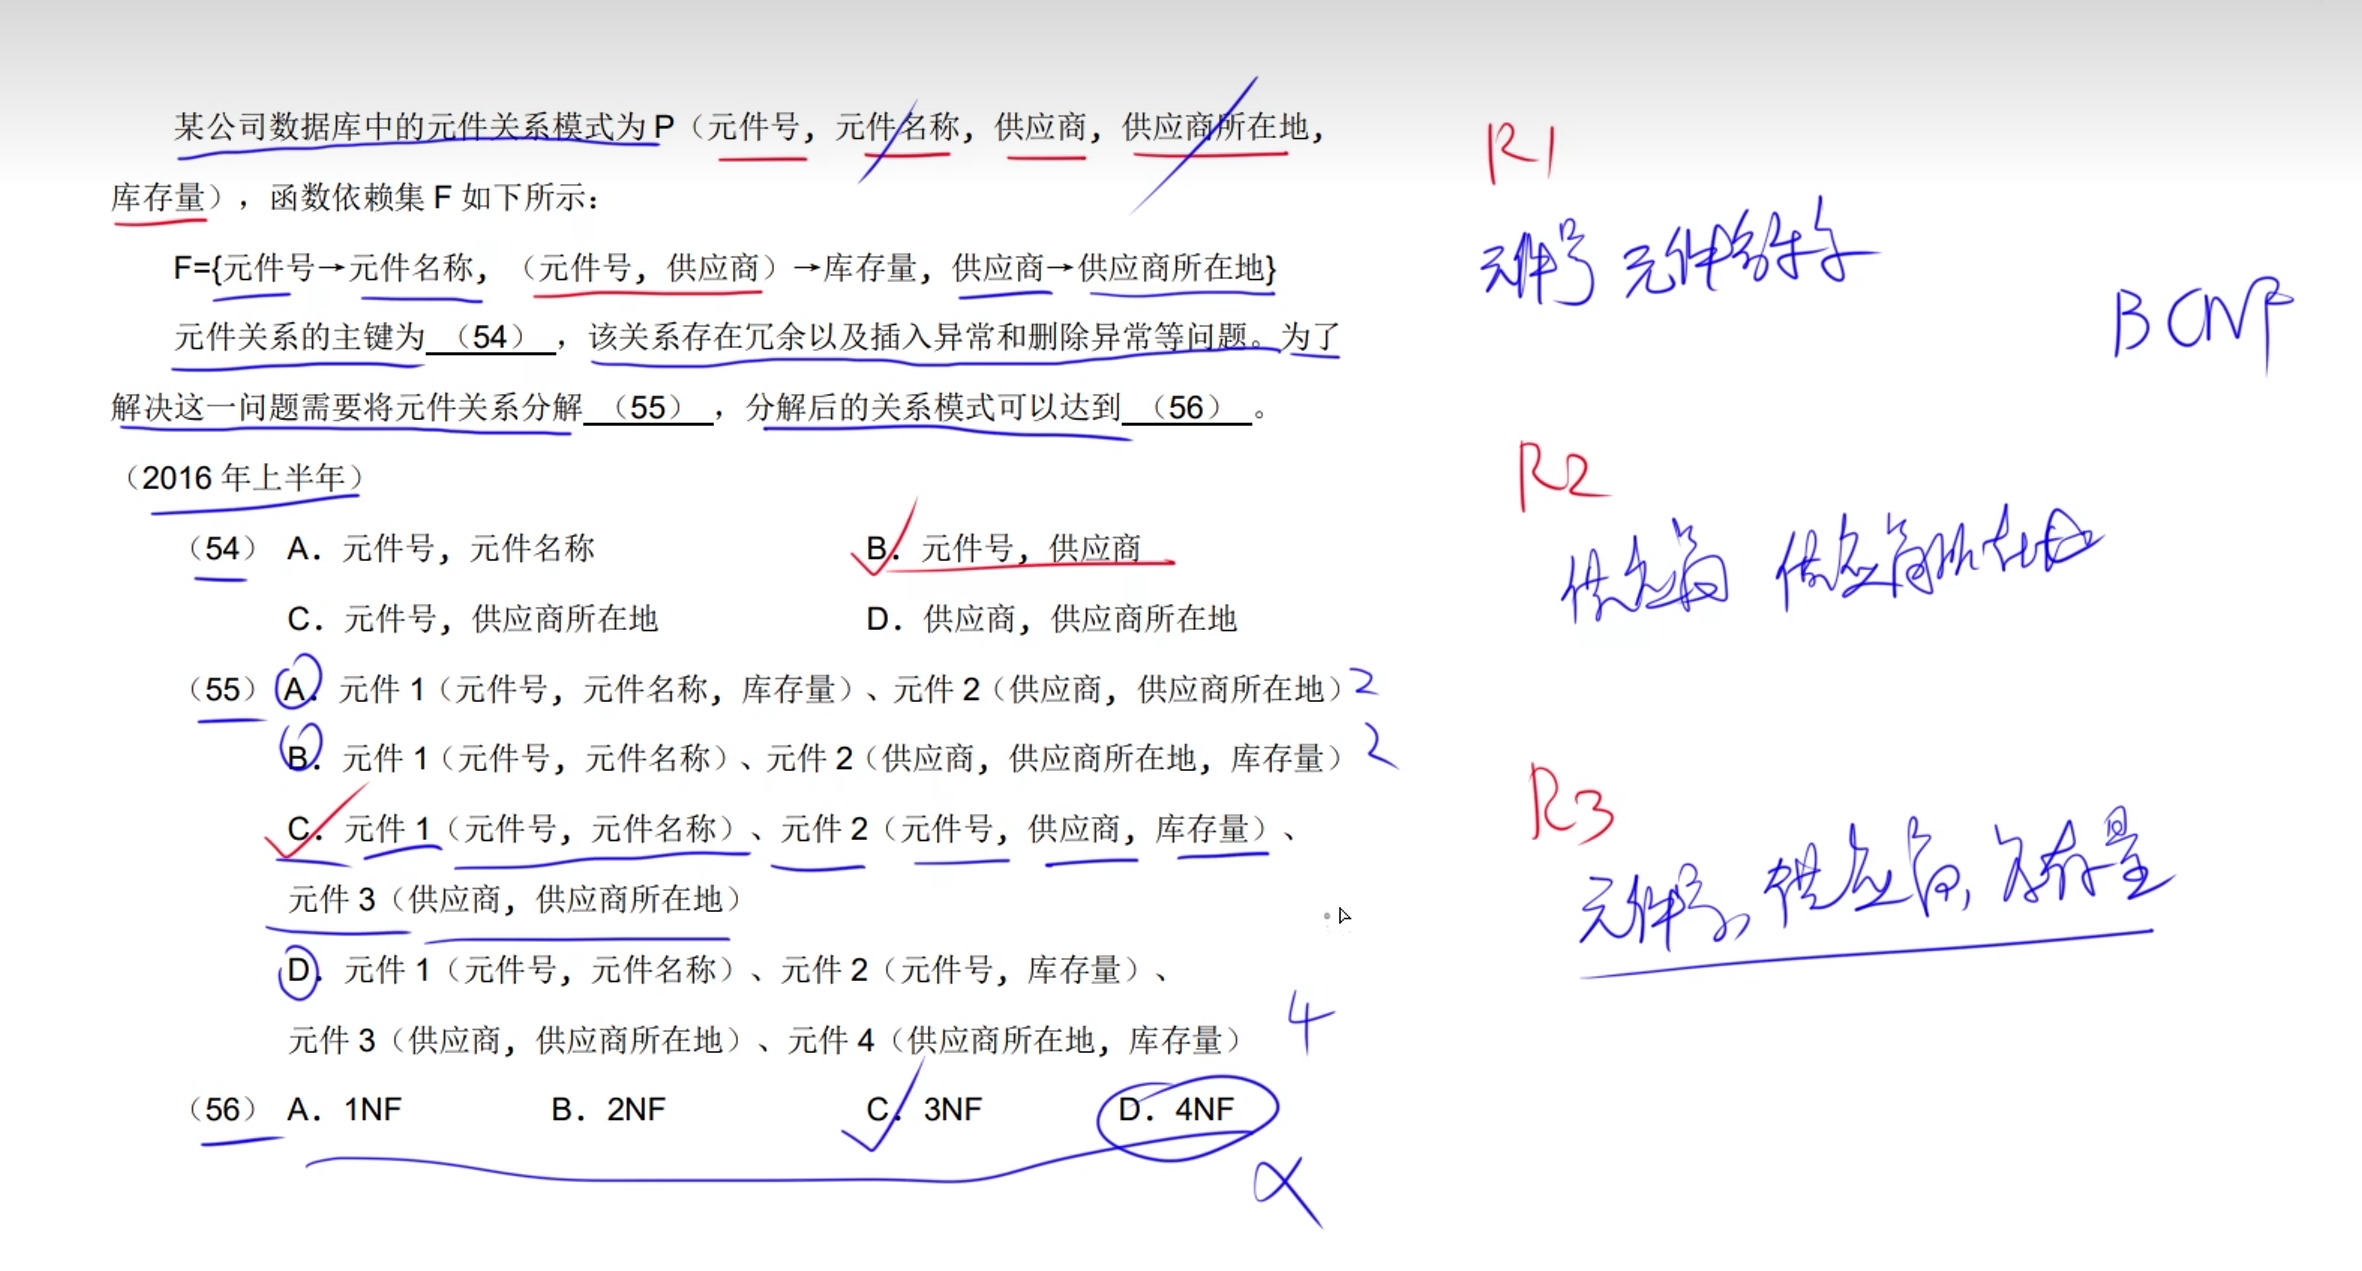 某公司数据库中的元件关系模式为 P（元件号，元件名称，供应商，供应商所在地，
库存量），函数依赖集 F 如下所示：
F={元件号→元件名称，（元件号，供应商）→库存量，供应商→供应商所在地}
元件关系的主键为 （54） ，该关系存在冗余以及插入异常和删除异常等问题。为了
解决这一问题需要将元件关系分解 （55） ，分解后的关系模式可以达到 （56） 。
（2016 年上半年）
（54） A．元件号，元件名称 B．元件号，供应商
C．元件号，供应商所在地 D．供应商，供应商所在地
（55） A．元件 1（元件号，元件名称，库存量）、元件 2（供应商，供应商所在地） 2
B．元件 1（元件号，元件名称）、元件 2（供应商，供应商所在地，库存量） 2
C．元件 1（元件号，元件名称）、元件 2（元件号，供应商，库存量）、
元件 3（供应商，供应商所在地）
D．元件 1（元件号，元件名称）、元件 2（元件号，库存量）、
元件 3（供应商，供应商所在地）、元件 4（供应商所在地，库存量） 4
（56） A．1NF B．2NF C．3NF D．4NF
R1
元件号 元件
BCNF
R2
供应商 供应商所在地
R3
元件号，供应商，库存量